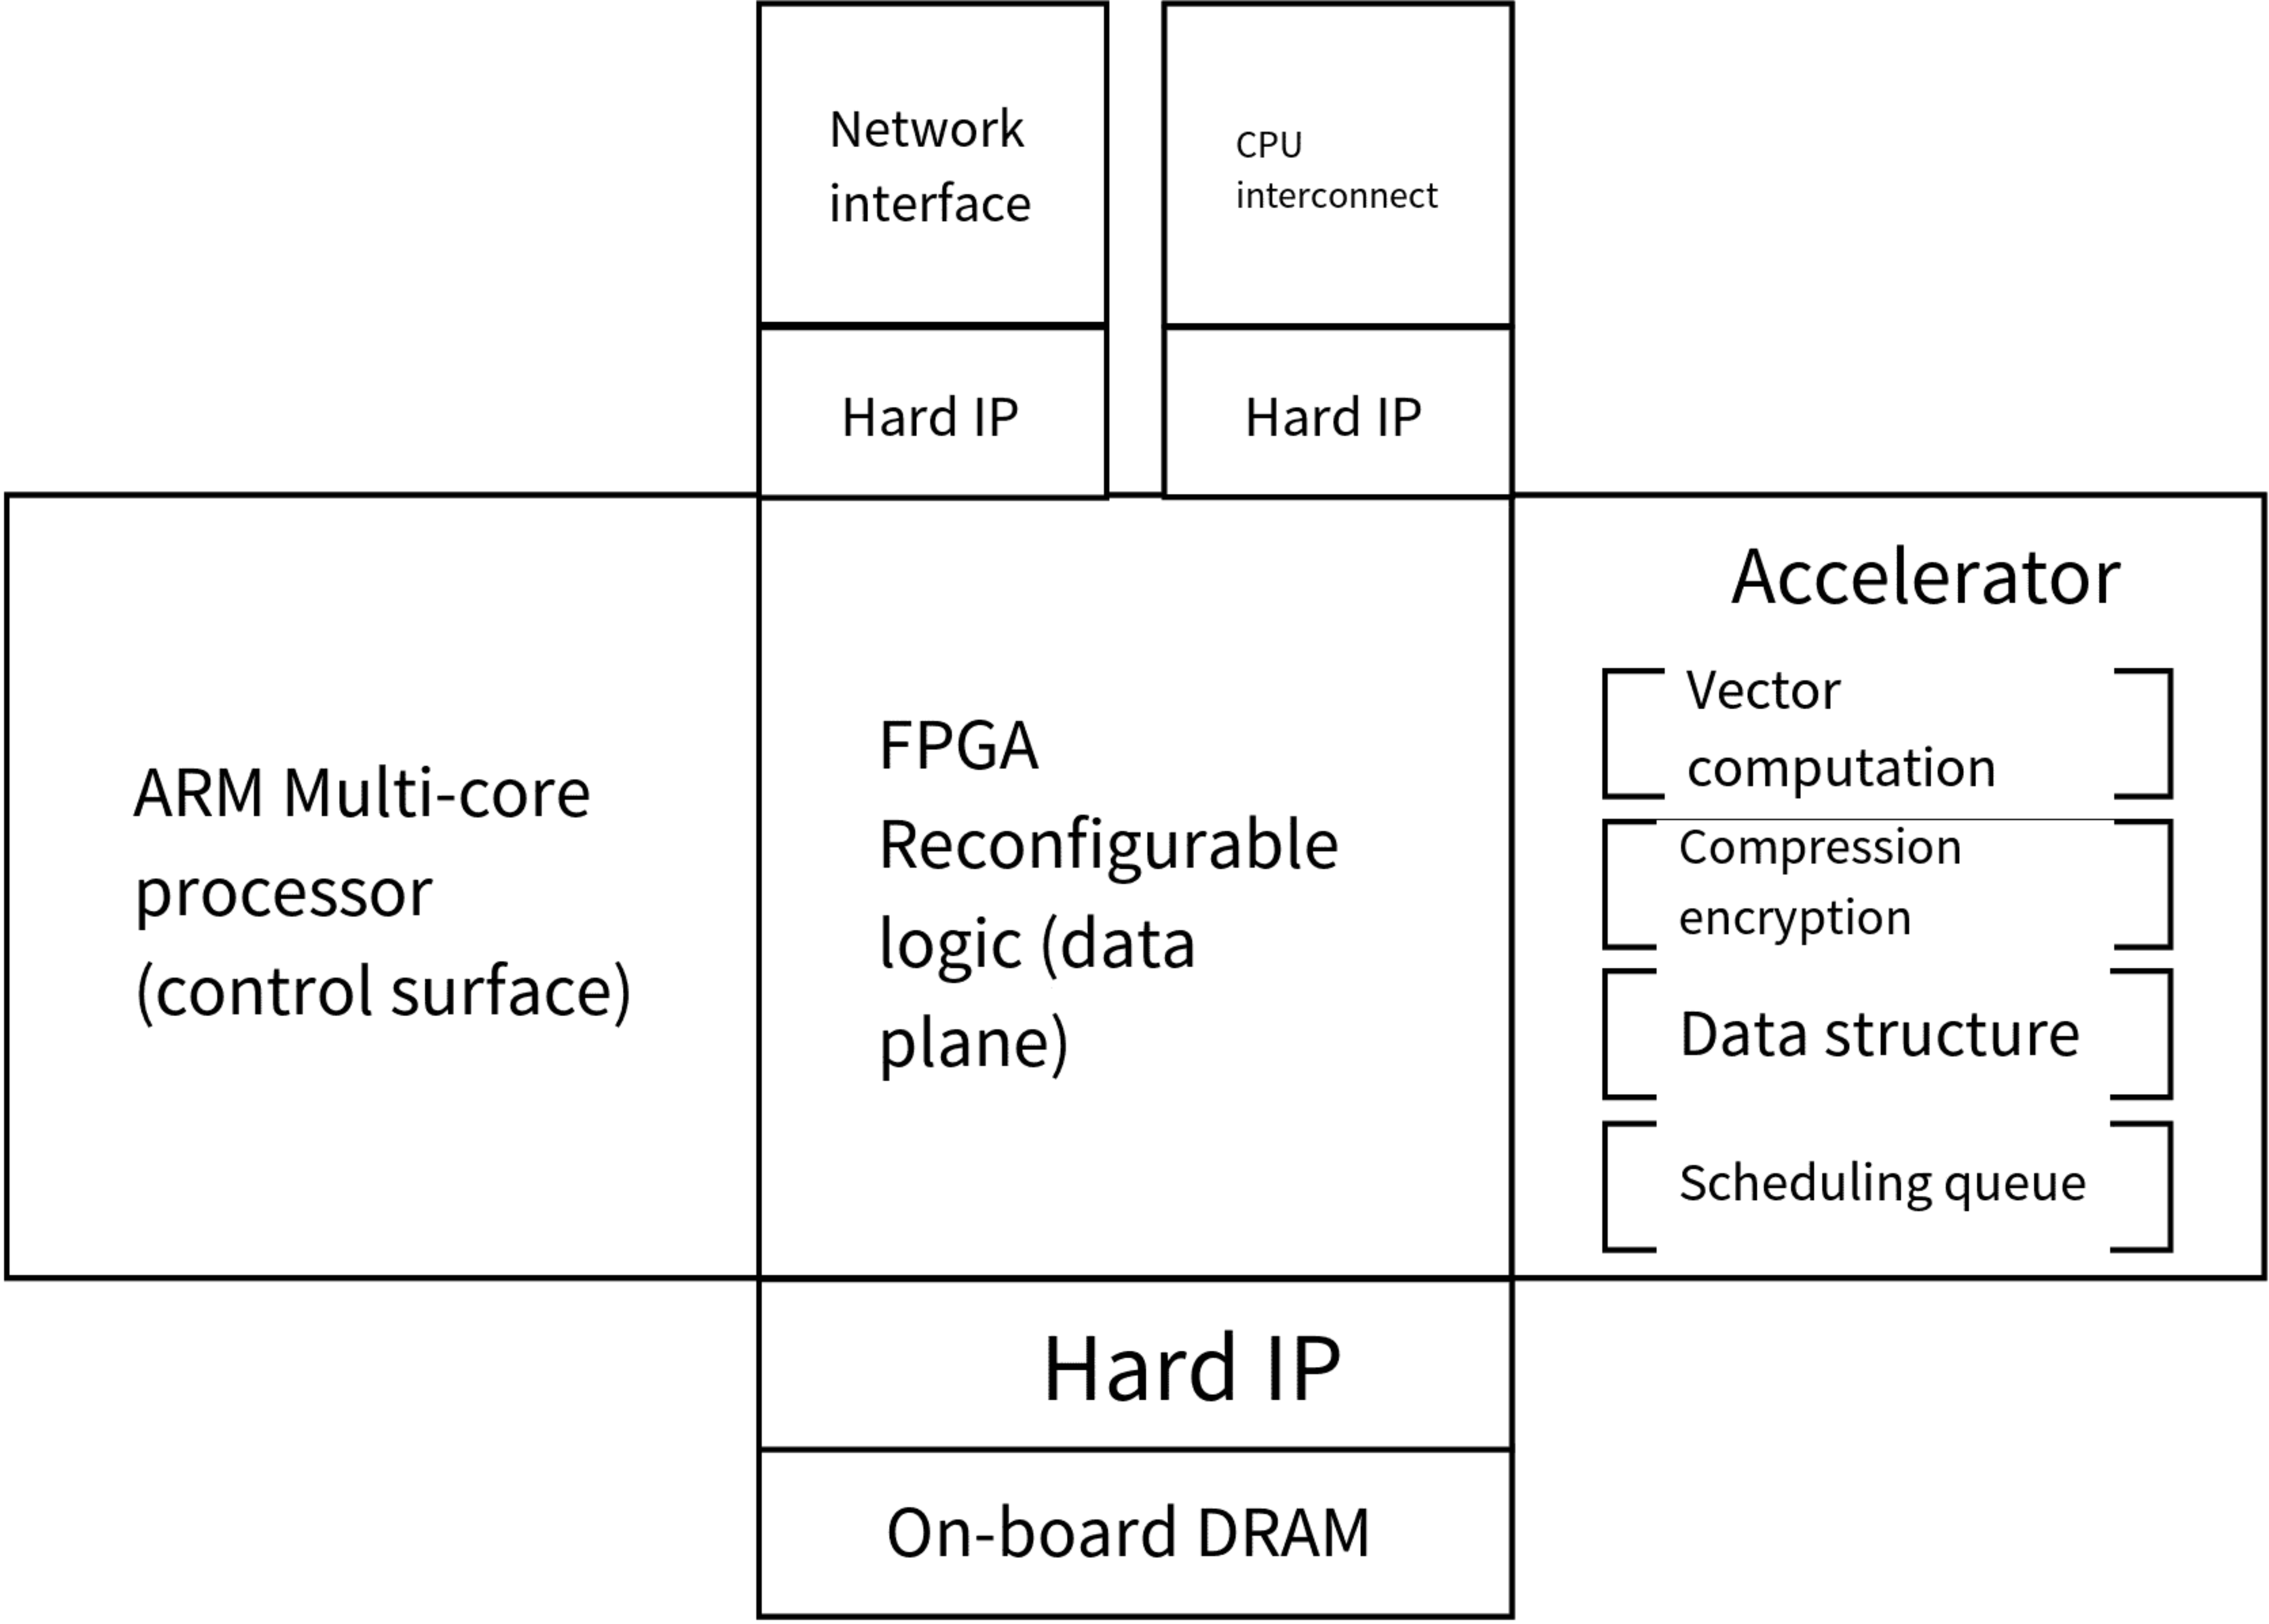 Network
interface
CPU
interconnect
Hard IP
Hard IP
ARM Multi-core
processor
(control surface)
FPGA
Reconfigurable
logic (data
plane)
Accelerator
Vector
computation
Compression
encryption
Data structure
Scheduling queue
Hard IP
On-board DRAM